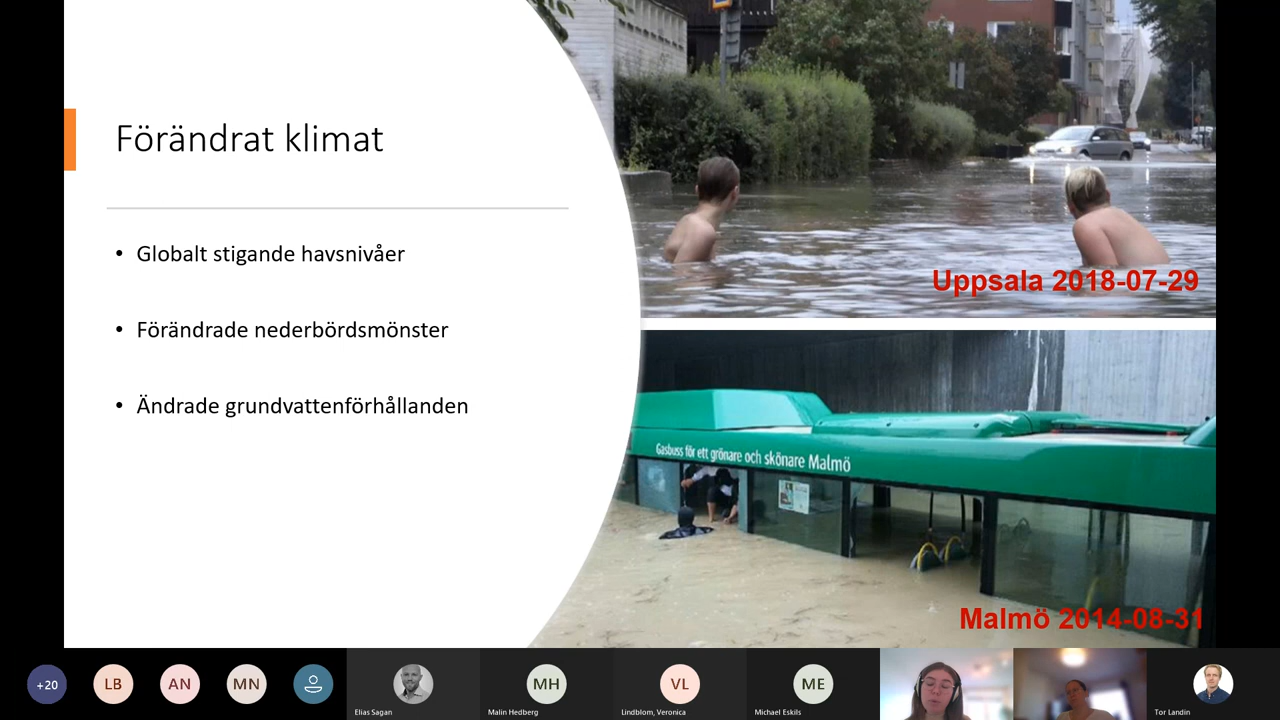 Förändrat klimat
• Globalt stigande havsnivåer
• Förändrade nederbördsmönster
• Ändrade grundvattenförhållanden
Uppsala 2018-07-29
Gasbuss för ett grönare och skönare Malmö
Malmö 2014-08-31
+20
LB
AN
MN
Elias Sagan
MH
Malin Hedberg
VL
Lindblom, Veronica
ME
Michael Eskils
Tor Landin